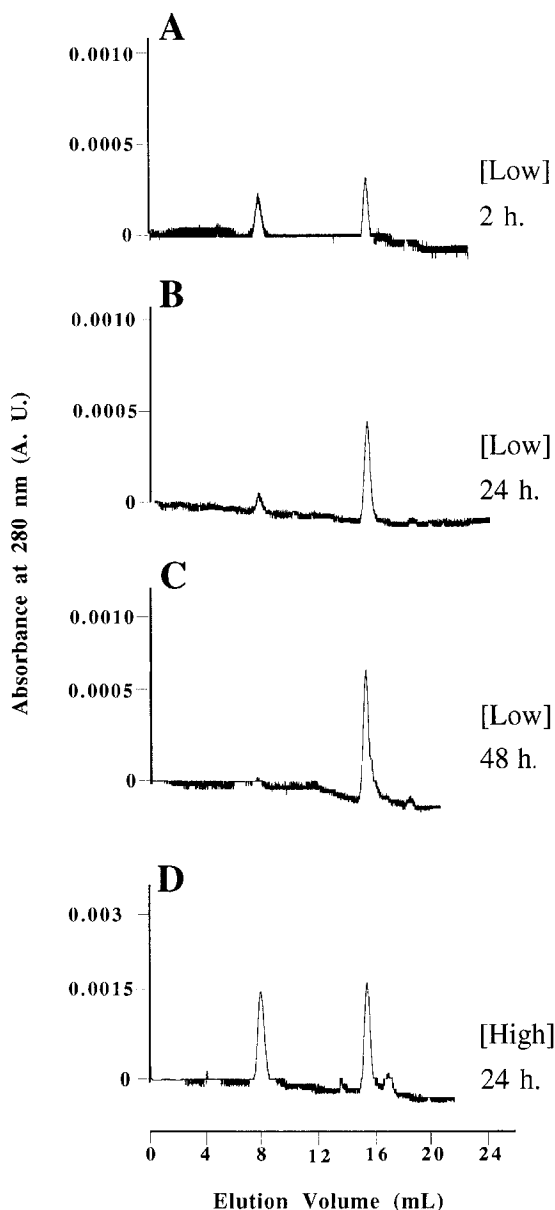 A
0.0010
0.0005
0
[Low]
2 h.
B
0.0010
0.0005
0
[Low]
24 h.
C
0.0010
0.0005
0
[Low]
48 h.
D
0.003
0.0015
0
[High]
24 h.
Absorbance at 280 nm (A. U.)
0 4 8 12 16 20 24
Elution Volume (mL)